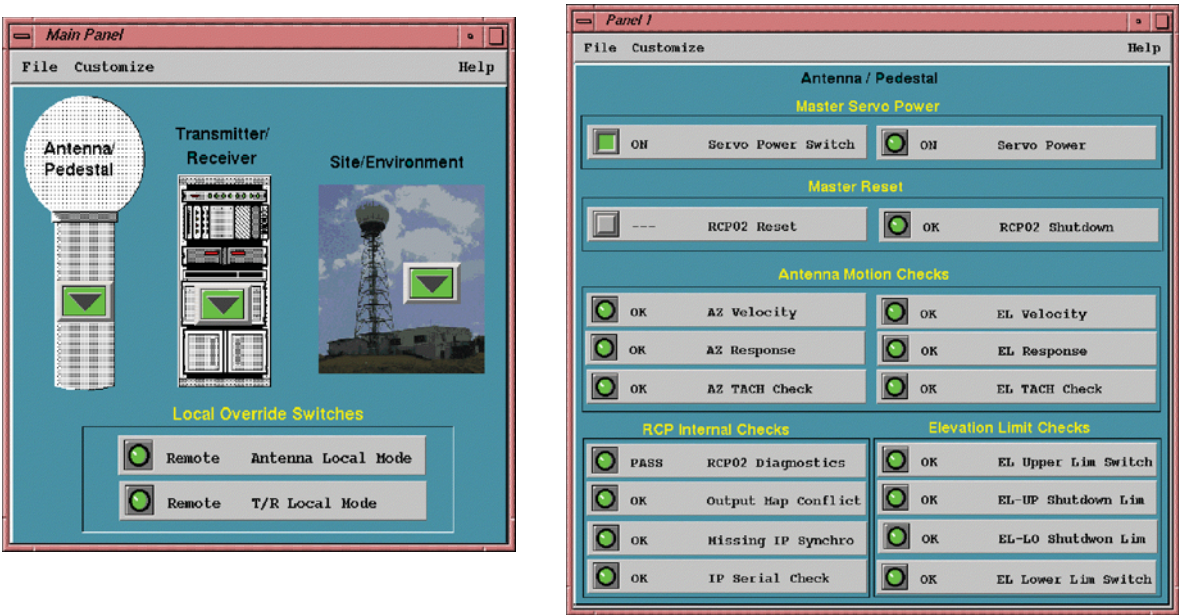 Main Panel
File Customize Help
Antenna/
Pedestal
Transmitter/
Receiver
Site/Environment
Local Override Switches
Remote Antenna Local Mode
Remote T/R Local Mode
Panel 1
File Customize Help
Antenna / Pedestal
Master Servo Power
ON Servo Power Switch
ON Servo Power
Master Reset
--- RCP02 Reset
OK RCP02 Shutdown
Antenna Motion Checks
OK AZ Velocity
OK EL Velocity
OK AZ Response
OK EL Response
OK AZ TACH Check
OK EL TACH Check
RCP Internal Checks
PASS RCP02 Diagnostics
OK Output Map Conflict
OK Missing IP Synchro
OK IP Serial Check
Elevation Limit Checks
OK EL Upper Lim Switch
OK EL-UP Shutdown Lim
OK EL-LO Shutdwon Lim
OK EL Lower Lim Switch